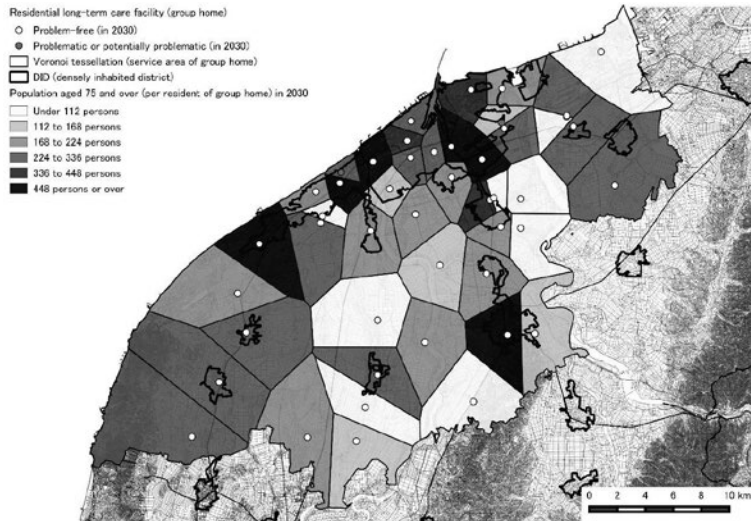 Residential long-term care facility (group home)
Problem-free (in 2030)
Problematic or potentially problematic (in 2030)
Voronoi tessellation (service area of group home)
DID (densely inhabited district)
Population aged 75 and over (per resident of group home) in 2030
Under 112 persons
112 to 168 persons
168 to 224 persons
224 to 336 persons
336 to 448 persons
448 persons or over
0 2 4 6 8 10 km